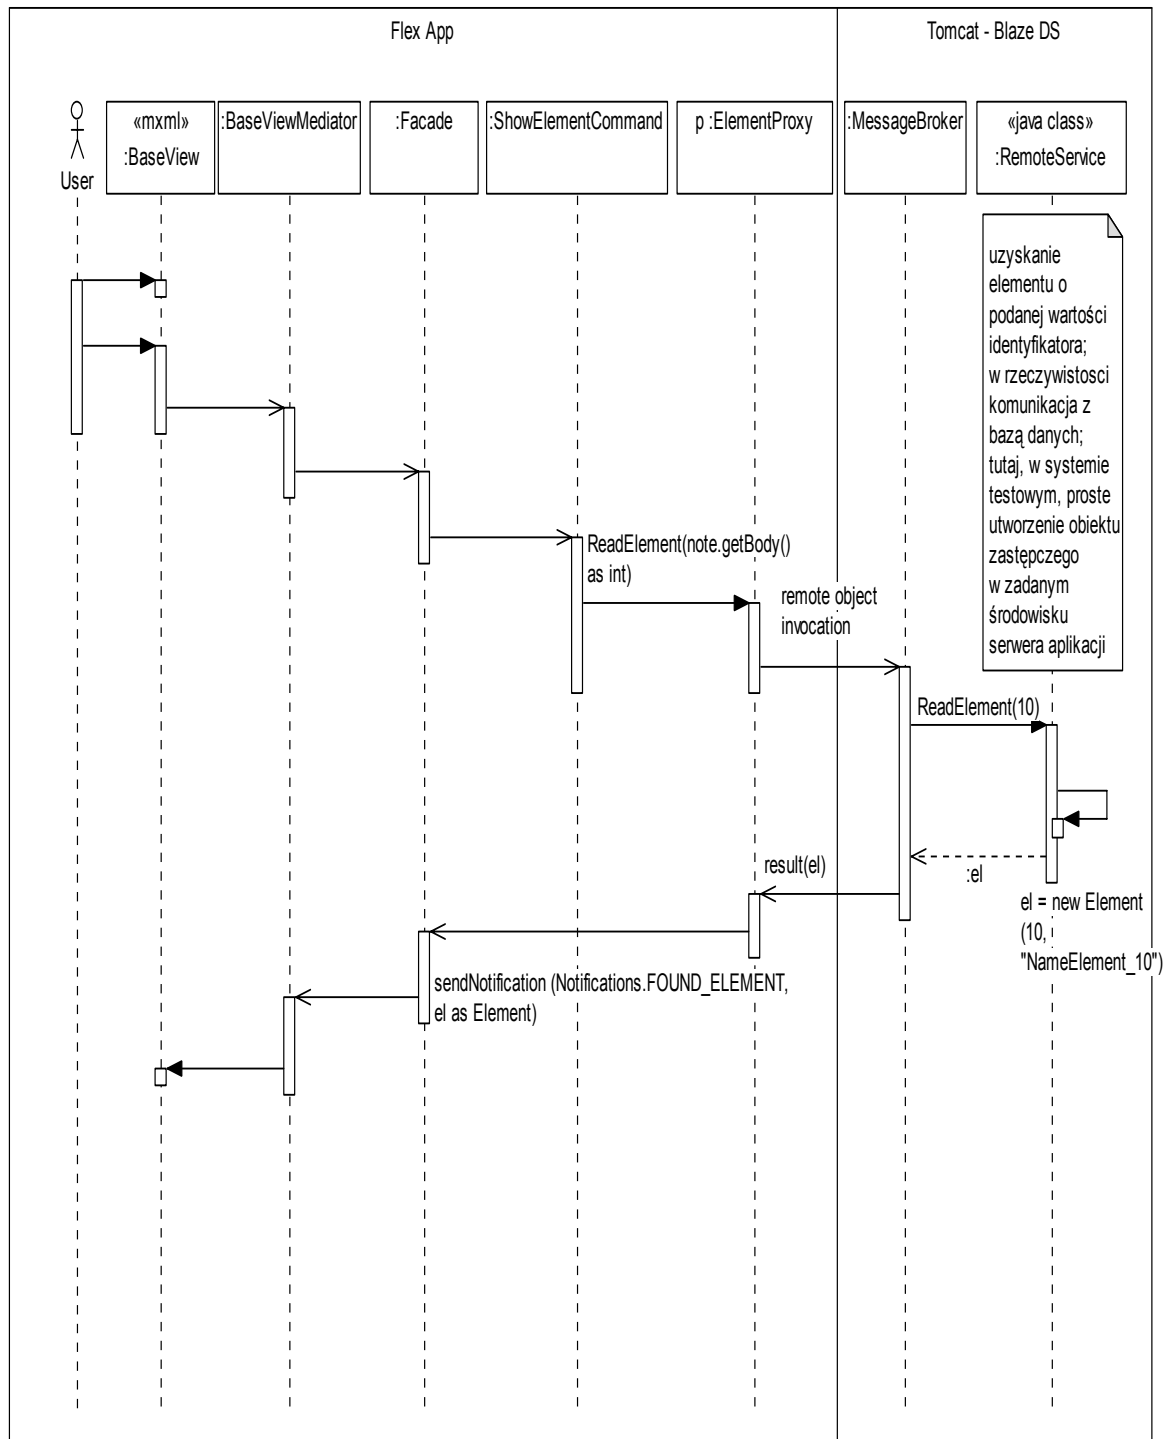 Flex App
Tomcat - Blaze DS
User
«mxml»
:BaseView
:BaseViewMediator
:Facade
:ShowElementCommand
p :ElementProxy
:MessageBroker
«java class»
:RemoteService
uzyskanie
elementu o
podanej wartości
identyfikatora;
w rzeczywistosci
komunikacja z
bazą danych;
tutaj, w systemie
testowym, proste
utworzenie obiektu
zastępczego
w zadanym
środowisku
serwera aplikacji
ReadElement(note.getBody()
as int)
remote object
invocation
ReadElement(10)
:el
result(el)
el = new Element
(10,
"NameElement_10")
sendNotification (Notifications.FOUND_ELEMENT,
el as Element)